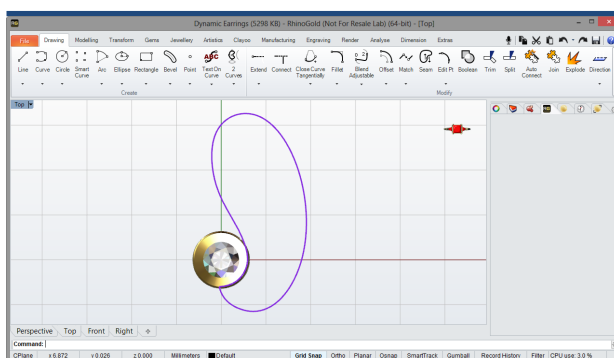 Dynamic Earrings (5298 KB) - RhinoGold (Not For Resale Lab) (64-bit) - [Top]
File Drawing Modelling Transform Gems Jewellery Artistics Clayoo Manufacturing Engraving Render Analyse Dimension Extras
Line Curve Circle Smart Curve Arc Ellipse Rectangle Bevel Point Text On Curve 2 Curves Extend Connect Close Curve Tangentially Fillet Blend Adjustable Offset Match Seam Edit Pt Boolean Trim Split Auto Connect Join Explode Direction
Create Modify
Top
Perspective Top Front Right
Command:
CPlane x 6.872 y 0.026 z 0.000 Millimeters Default Grid Snap Ortho Planar Osnap SmartTrack Gumball Record History Filter CPU use: 3.0 %